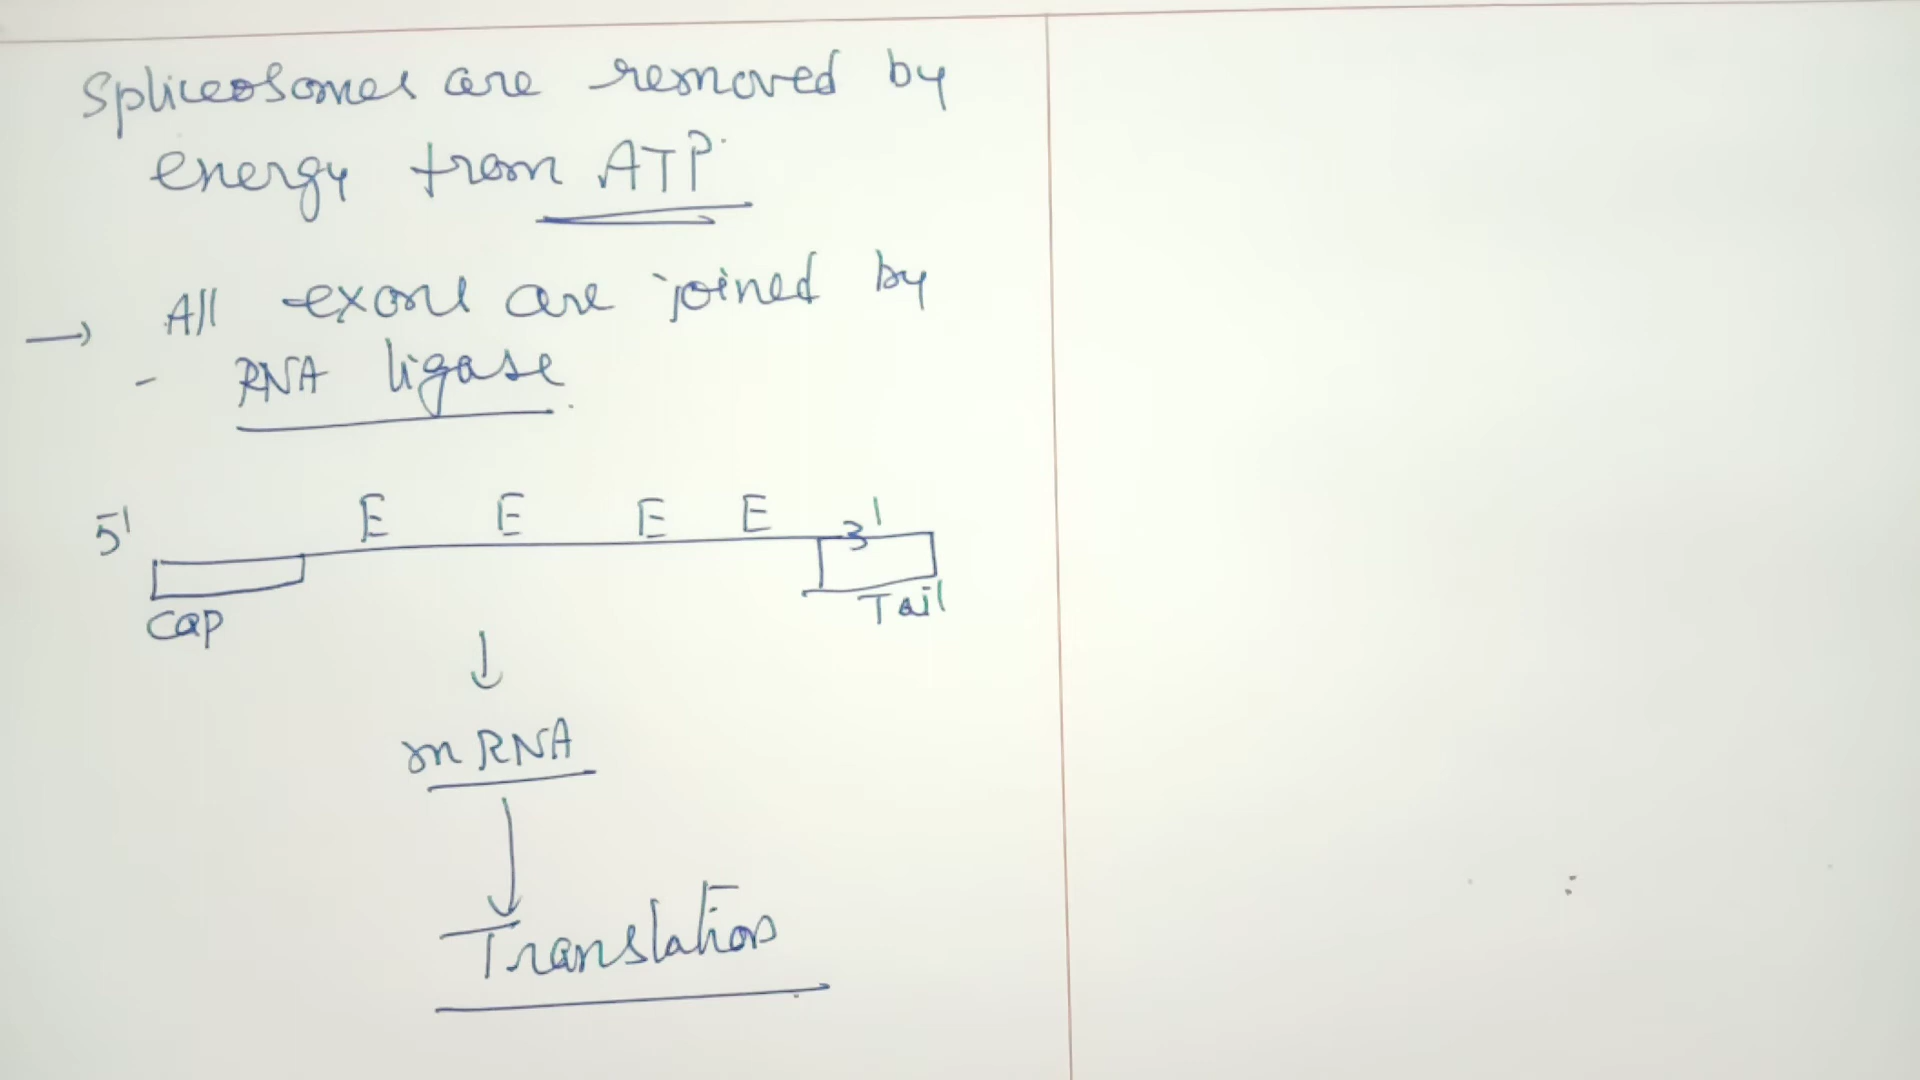 Spliceosomes are removed by
energy from ATP.
→ All exons are joined by
- RNA ligase.
5' E E E E 3'
Cap Tail
↓
mRNA
↓
Translation